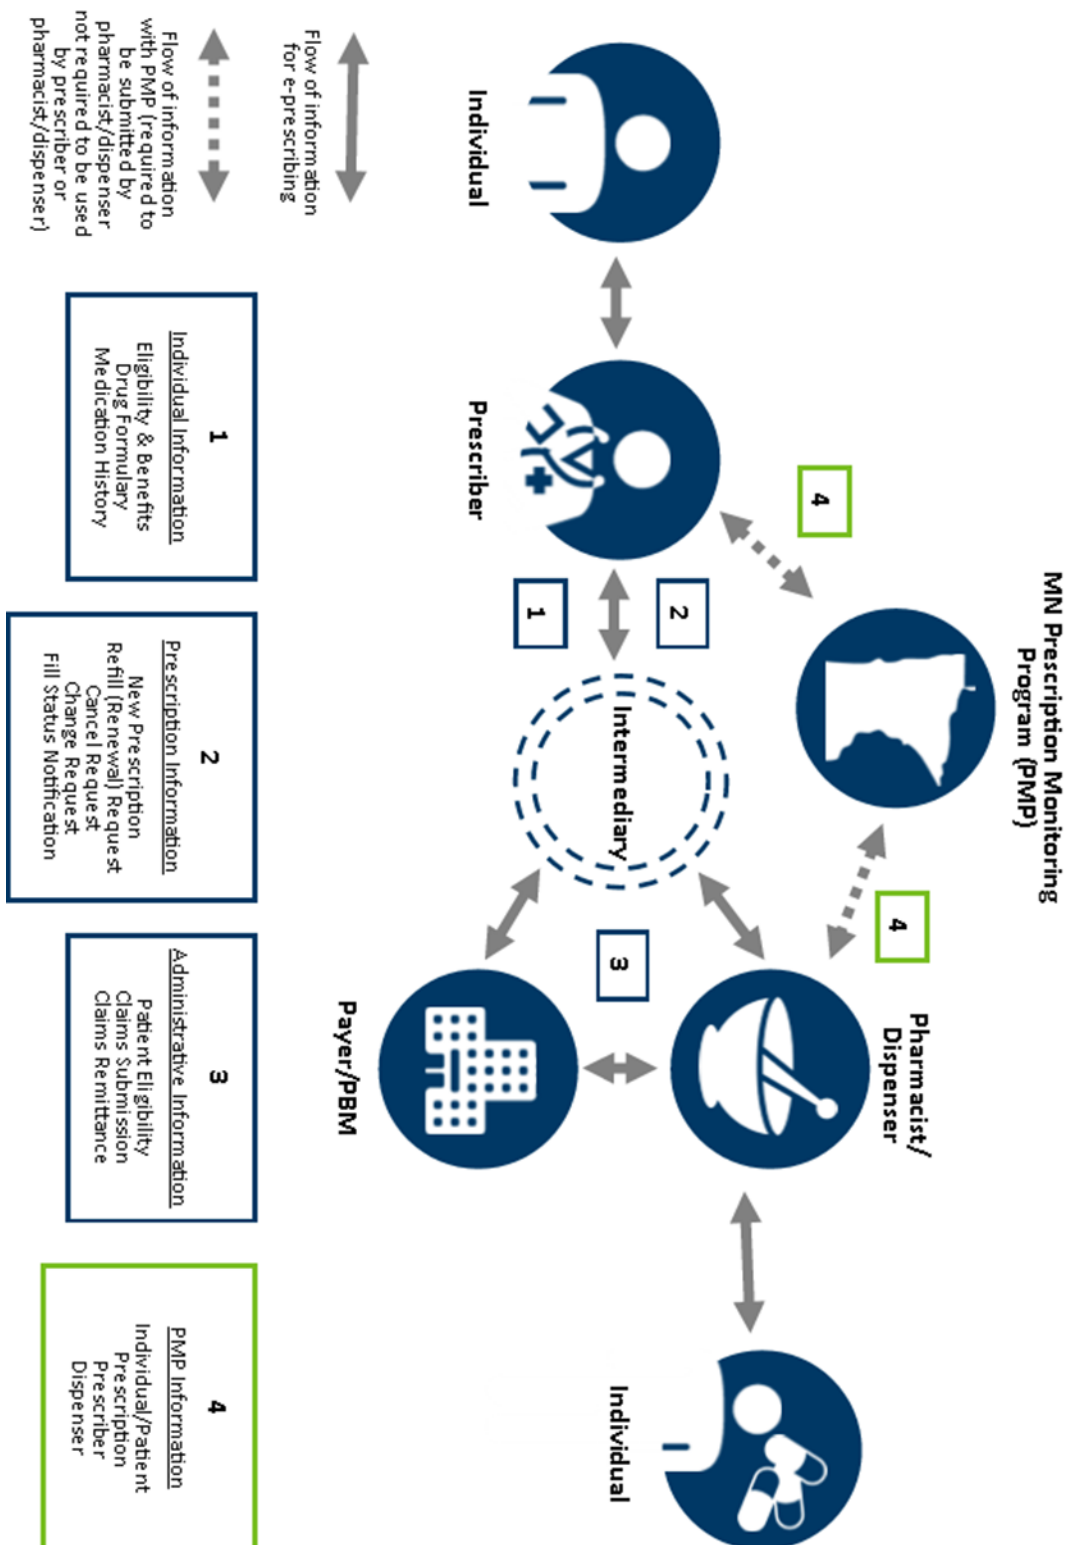 MN Prescription Monitoring
Program (PMP)
4
4
Pharmacist/
Dispenser
2
1
Intermediary
3
Individual
Prescriber
Payer/PBM
Individual
Flow of information
for e-prescribing
Flow of information
with PMP (required to
be submitted by
pharmacist/dispenser
not required to be used
by prescriber or
pharmacist/dispenser)
1
Individual Information
Eligibility & Benefits
Drug Formulary
Medication History
2
Prescription Information
New Prescription
Refill (Renewal) Request
Cancel Request
Change Request
Fill Status Notification
3
Administrative Information
Patient Eligibility
Claims Submission
Claims Remittance
4
PMP Information
Individual/Patient
Prescription
Prescriber
Dispenser